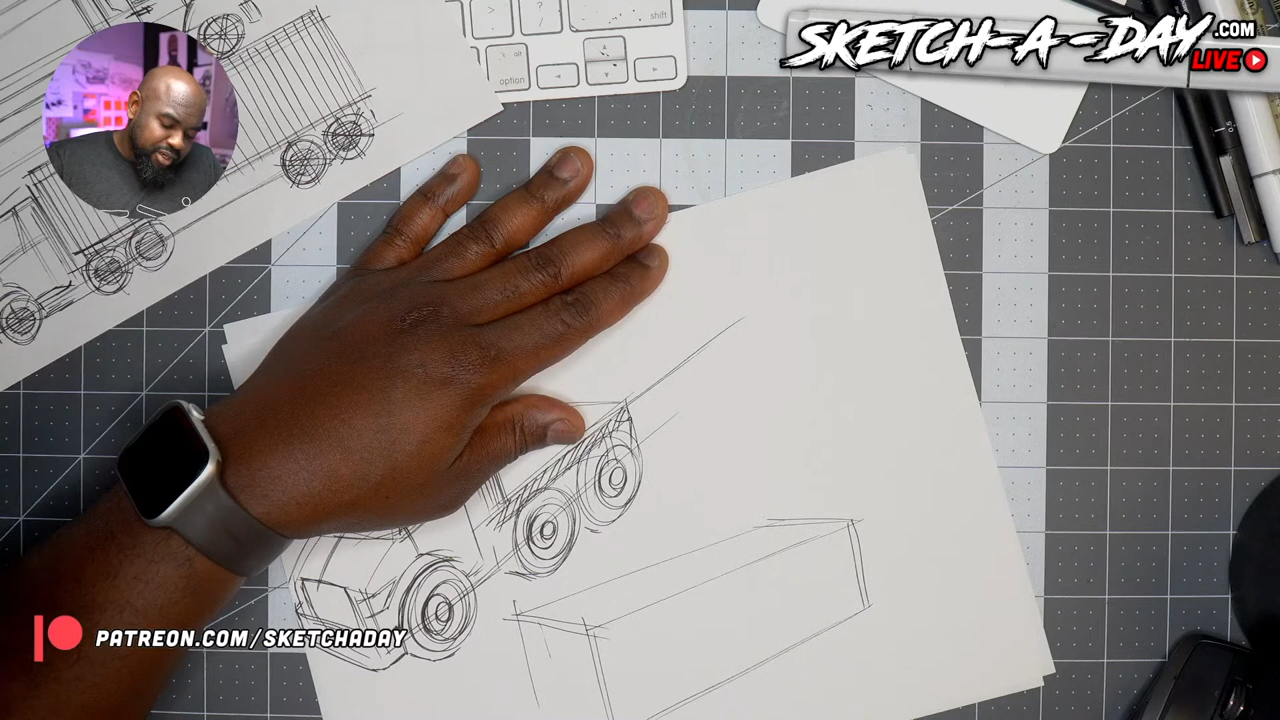 SKETCH-A-DAY.COM
LIVE
shift
alt
option
PATREON.COM/SKETCHADAY